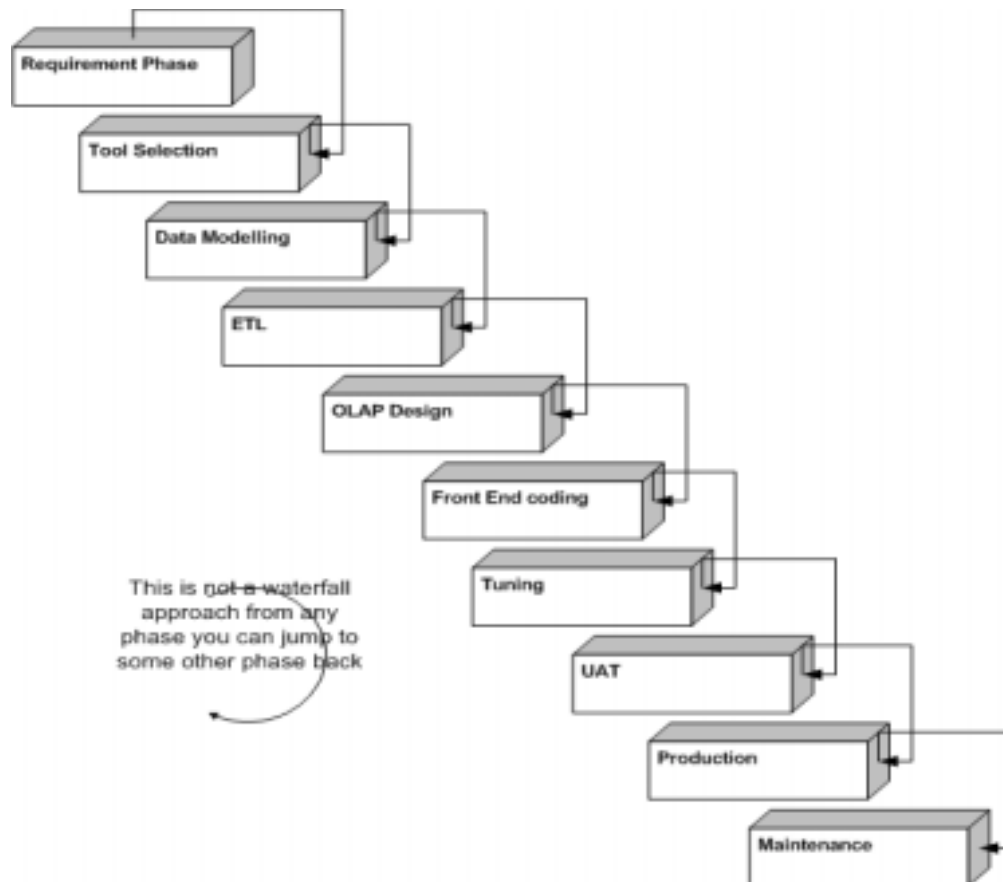 Requirement Phase
Tool Selection
Data Modelling
ETL
OLAP Design
Front End coding
Tuning
This is not a waterfall
approach from any
phase you can jump to
some other phase back
UAT
Production
Maintenance